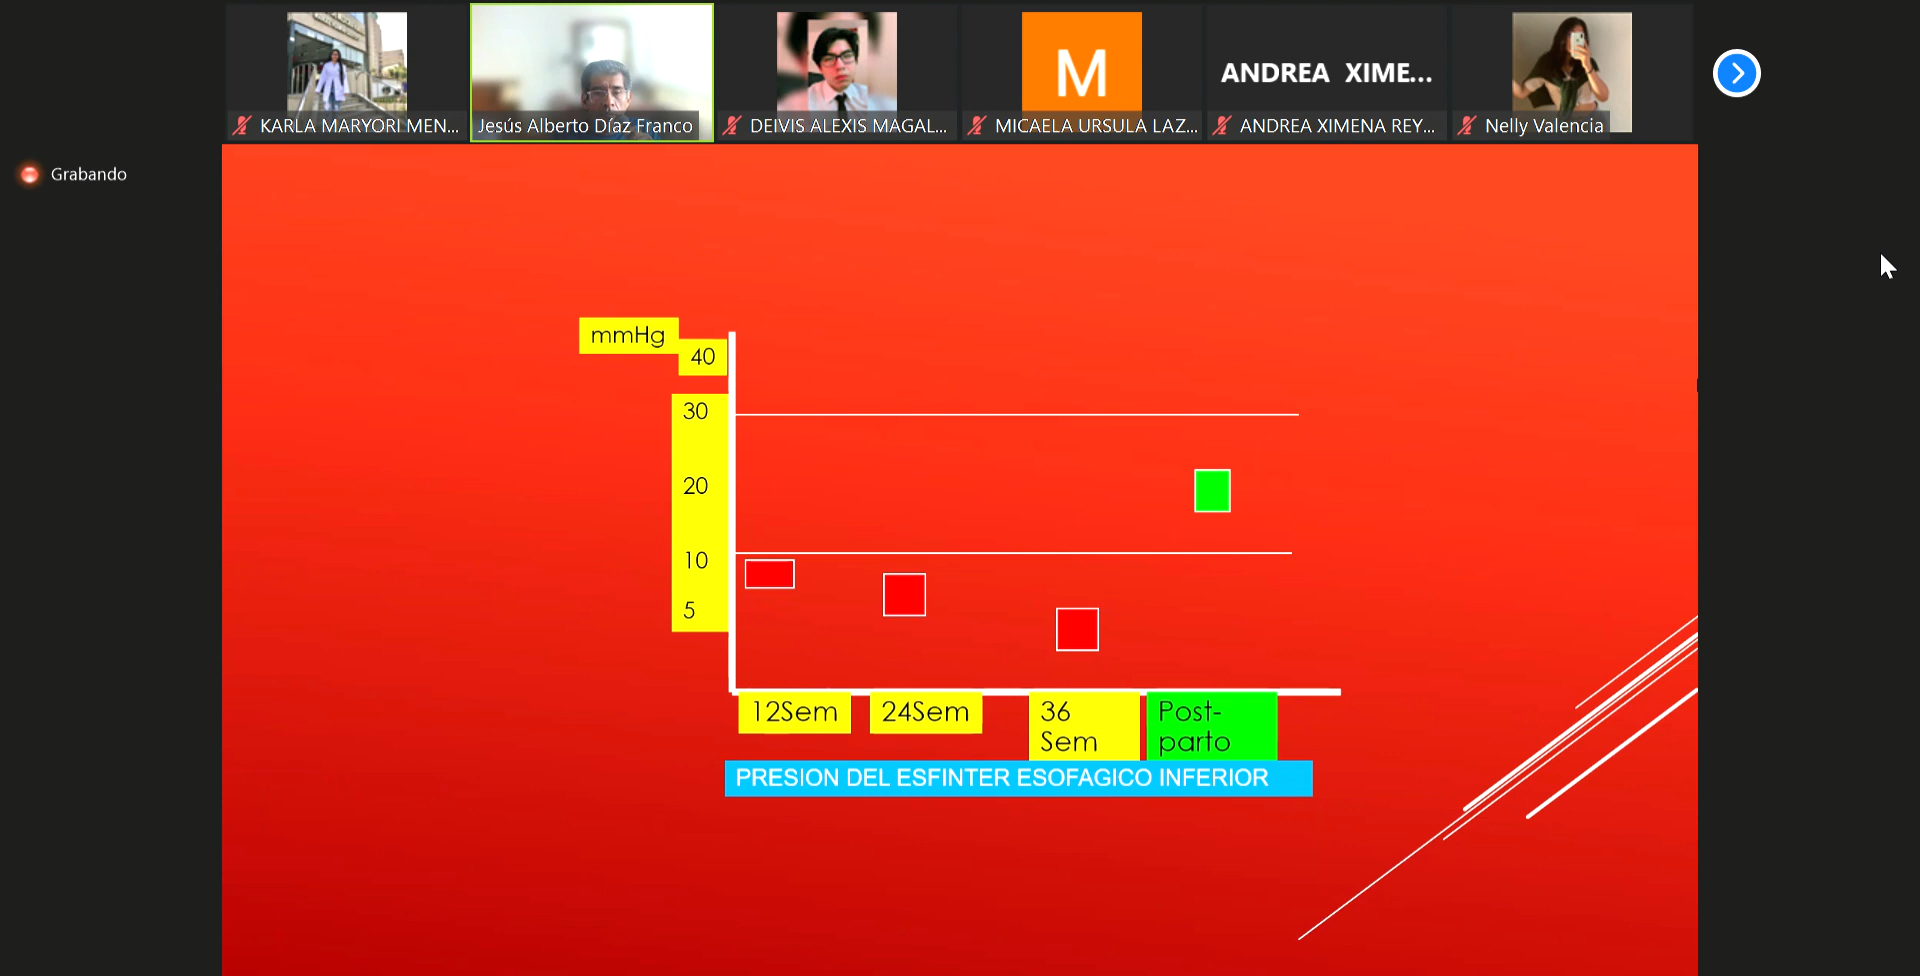 M
ANDREA XIME...
KARLA MARYORI MEN...
Jesús Alberto Díaz Franco
DEIVIS ALEXIS MAGAL...
MICAELA URSULA LAZ...
ANDREA XIMENA REY...
Nelly Valencia
Grabando
mmHg
40
30
20
10
5
12Sem
24Sem
36
Sem
Post-
parto
PRESION DEL ESFINTER ESOFAGICO INFERIOR